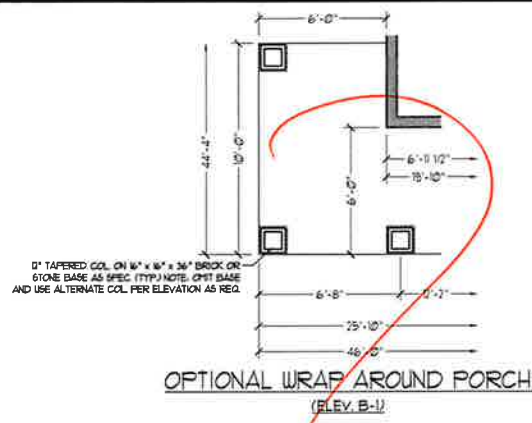 6'-0"
44'-4"
10'-0"
6'-0"
6'-11 1/2"
15'-10"
12" TAPERED COL. ON 16" x 16" x 36" BRICK OR
STONE BASE AS SPEC (TYP.) NOTE: OMIT BASE
AND USE ALTERNATE COL. PER ELEVATION AS REQ.
6'-8"
12'-2"
25'-10"
46'-0"
OPTIONAL WRAP AROUND PORCH
(ELEV. B-1)